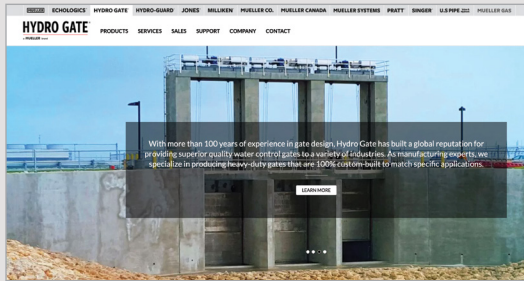 MUELLER ECHOLOGICS HYDRO GATE HYDRO-GUARD JONES MILLIKEN MUELLER CO. MUELLER CANADA MUELLER SYSTEMS PRATT SINGER U.S PIPE MUELLER GAS
HYDRO GATE
a MUELLER brand
PRODUCTS SERVICES SALES SUPPORT COMPANY CONTACT
With more than 100 years of experience in gate design, Hydro Gate has built a global reputation for
providing superior quality water control gates to a variety of industries. As manufacturing experts, we
specialize in producing heavy-duty gates that are 100% custom-built to match specific applications.
LEARN MORE